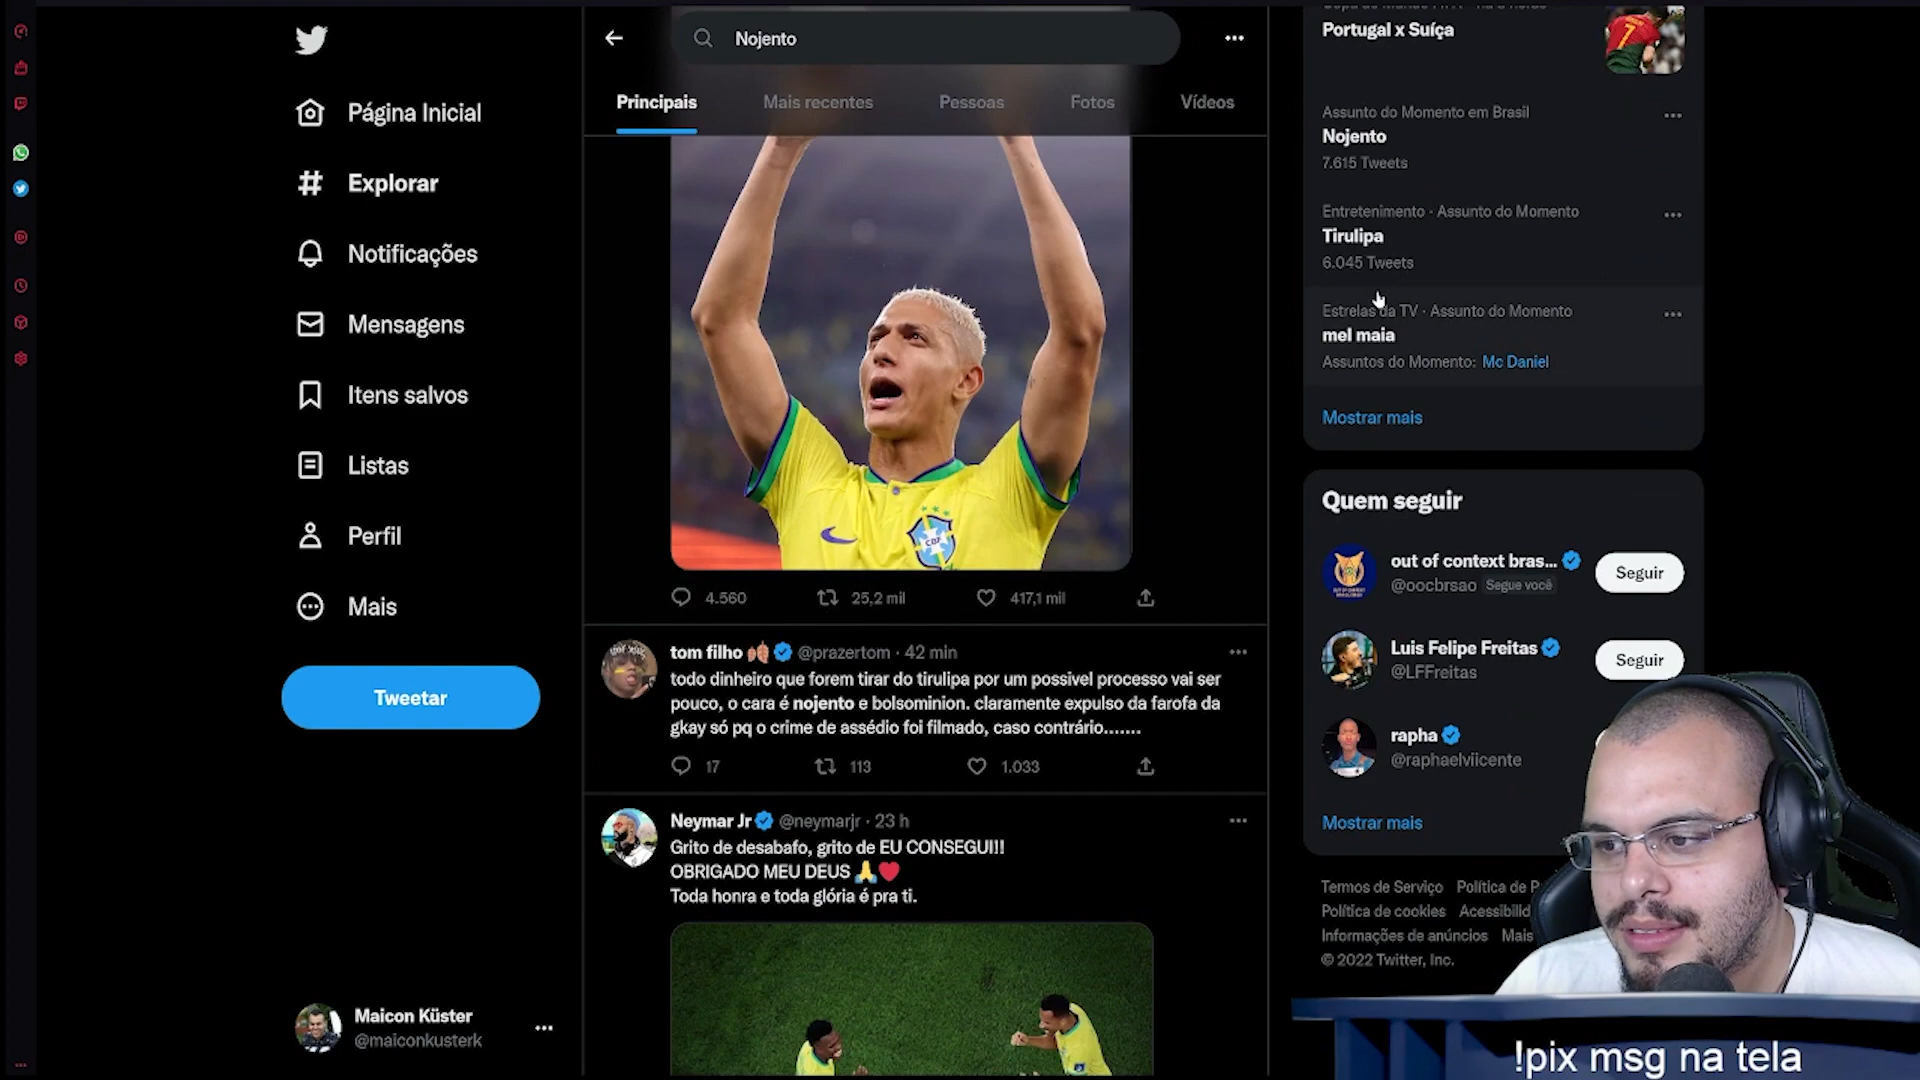 Nojento
Principais
Mais recentes
Pessoas
Fotos
Vídeos
Página Inicial
Explorar
Notificações
Mensagens
Itens salvos
Listas
Perfil
Mais
Tweetar
Maicon Küster
@maiconkusterk
CBF
4.560
25,2 mil
417,1 mil
tom filho @prazertom · 42 min
todo dinheiro que forem tirar do tirulipa por um possivel processo vai ser
pouco, o cara é nojento e bolsominion. claramente expulso da farofa da
gkay só pq o crime de assédio foi filmado, caso contrário.......
17
113
1.033
Neymar Jr @neymarjr · 23 h
Grito de desabafo, grito de EU CONSEGUI!!!
OBRIGADO MEU DEUS 🙏❤️
Toda honra e toda glória é pra ti.
Portugal x Suíça
7
Assunto do Momento em Brasil
Nojento
7.615 Tweets
Entretenimento · Assunto do Momento
Tirulipa
6.045 Tweets
Estrelas da TV · Assunto do Momento
mel maia
Assuntos do Momento: Mc Daniel
Mostrar mais
Quem seguir
out of context bras...
@oocbrsao Segue você
Seguir
Luis Felipe Freitas
@LFFreitas
Seguir
rapha
@raphaelviicente
Mostrar mais
Termos de Serviço Política de P
Política de cookies Acessibilid
Informações de anúncios Mais
© 2022 Twitter, Inc.
!pix msg na tela